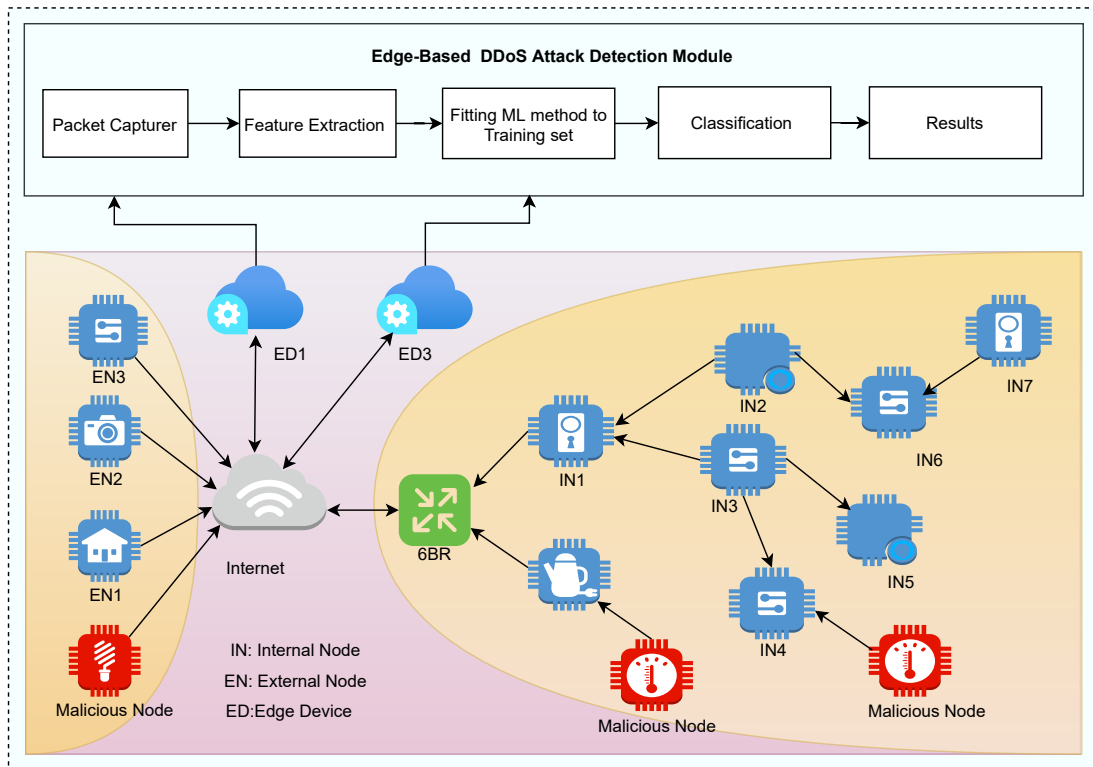 Edge-Based DDoS Attack Detection Module
Packet Capturer
Feature Extraction
Fitting ML method to
Training set
Classification
Results
ED1
ED3
EN3
EN2
EN1
Malicious Node
Internet
6BR
IN1
IN2
IN3
IN4
IN5
IN6
IN7
Malicious Node
Malicious Node
IN: Internal Node
EN: External Node
ED:Edge Device